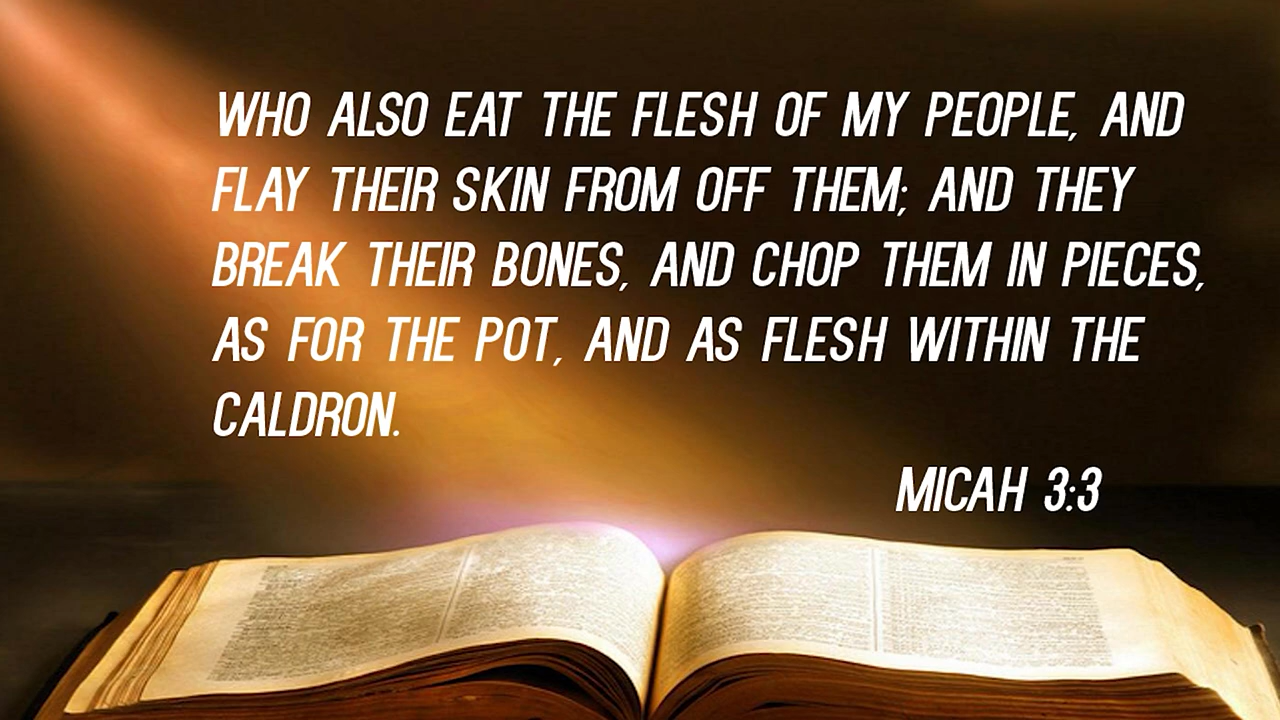 WHO ALSO EAT THE FLESH OF MY PEOPLE, AND
FLAY THEIR SKIN FROM OFF THEM; AND THEY
BREAK THEIR BONES, AND CHOP THEM IN PIECES,
AS FOR THE POT, AND AS FLESH WITHIN THE
CALDRON.
MICAH 3:3